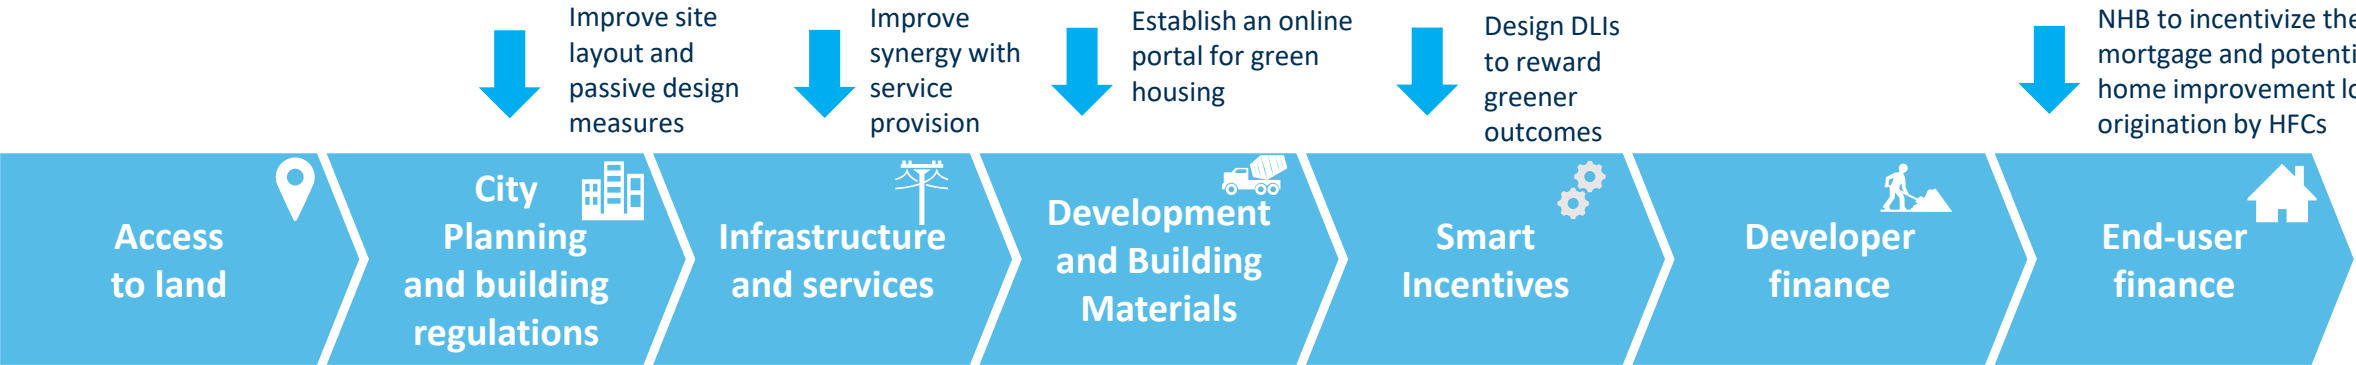 Improve site
layout and
passive design
measures
Improve
synergy with
service
provision
Establish an online
portal for green
housing
Design DLIs
to reward
greener
outcomes
NHB to incentivize the
mortgage and
home improvement
origination by HFCs
Access
to land
City
Planning
and building
regulations
Infrastructure
and services
Development
and Building
Materials
Smart
Incentives
Developer
finance
End-user
finance